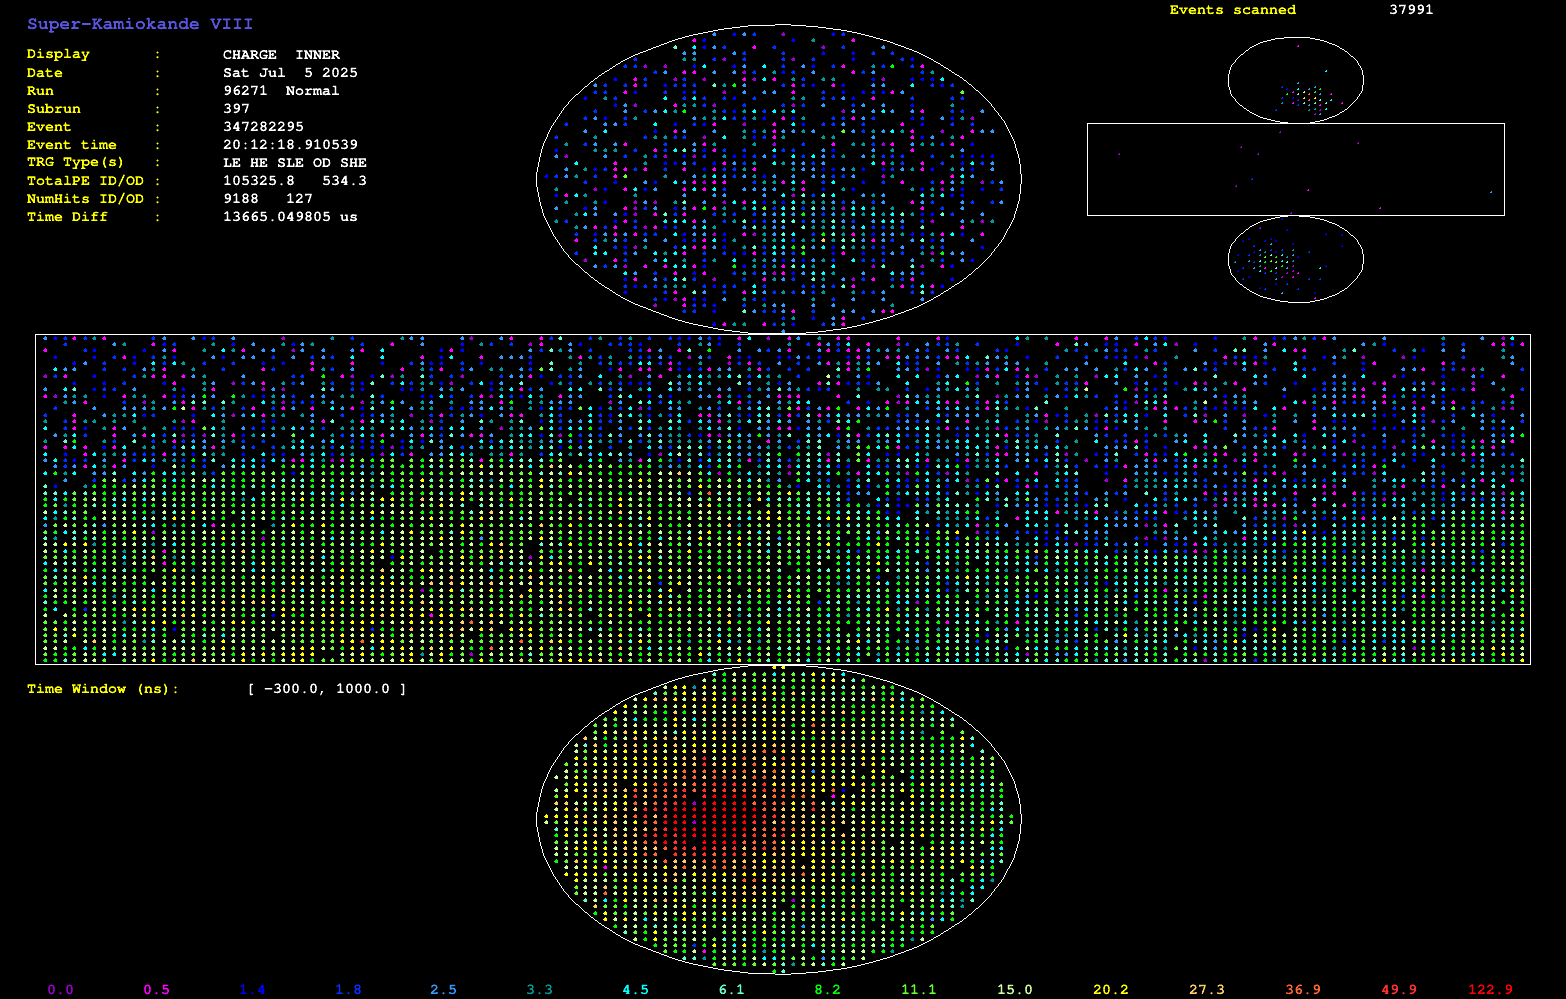 Super-Kamiokande VIII
Events scanned 37991
Display : CHARGE INNER
Date : Sat Jul 5 2025
Run : 96271 Normal
Subrun : 397
Event : 347282295
Event time : 20:12:18.910539
TRG Type(s) : LE HE SLE OD SHE
TotalPE ID/OD : 105325.8 534.3
NumHits ID/OD : 9188 127
Time Diff : 13665.049805 us
Time Window (ns): [ -300.0, 1000.0 ]
0.0 0.5 1.4 1.8 2.5 3.3 4.5 6.1 8.2 11.1 15.0 20.2 27.3 36.9 49.9 122.9